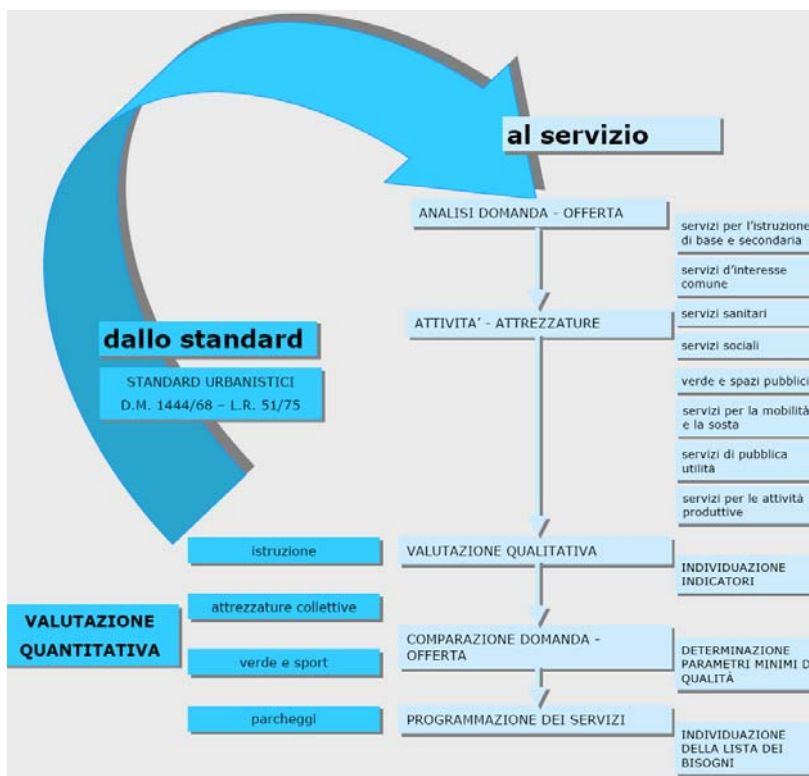 al servizio
ANALISI DOMANDA - OFFERTA
servizi per l'istruzione
di base e secondaria
servizi d'interesse
comune
ATTIVITA' - ATTREZZATURE
servizi sanitari
servizi sociali
dallo standard
STANDARD URBANISTICI
D.M. 1444/68 – L.R. 51/75
verde e spazi pubblici
servizi per la mobilità
e la sosta
servizi di pubblica
utilità
servizi per le attività
produttive
istruzione
VALUTAZIONE QUALITATIVA
INDIVIDUAZIONE
INDICATORI
attrezzature collettive
VALUTAZIONE
QUANTITATIVA
COMPARAZIONE DOMANDA -
OFFERTA
verde e sport
DETERMINAZIONE
PARAMETRI MINIMI D
QUALITÀ
parcheggi
PROGRAMMAZIONE DEI SERVIZI
INDIVIDUAZIONE
DELLA LISTA DEI
BISOGNI